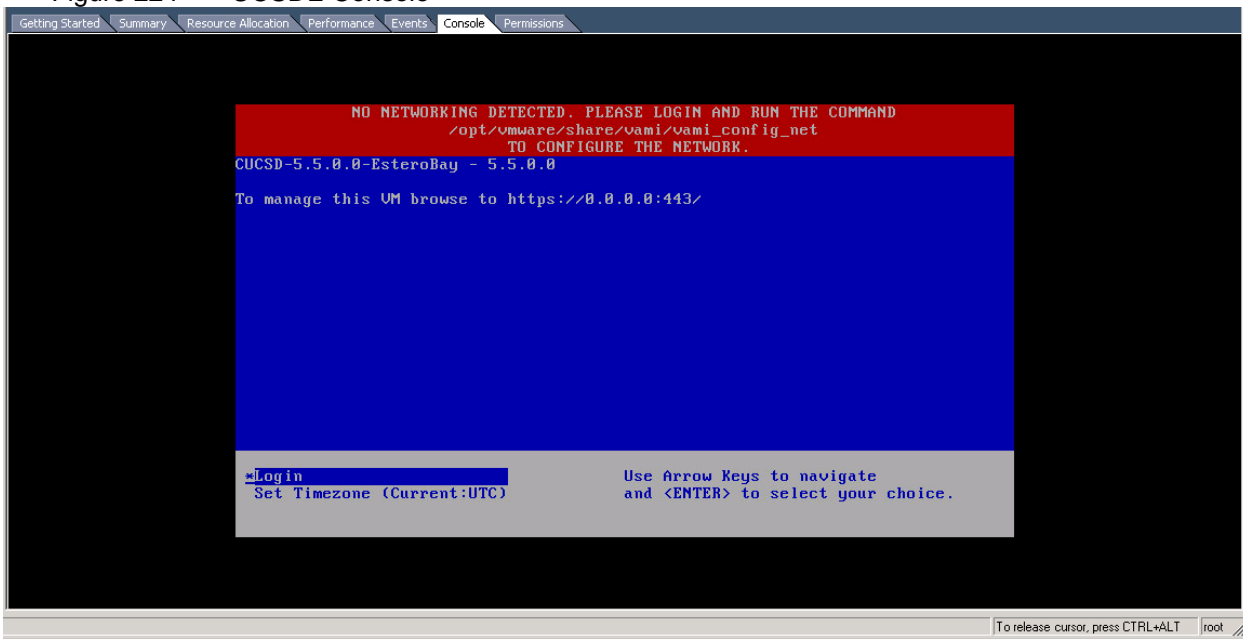 Getting Started Summary Resource Allocation Performance Events Console Permissions
NO NETWORKING DETECTED. PLEASE LOGIN AND RUN THE COMMAND
/opt/vmware/share/vami/vami_config_net
TO CONFIGURE THE NETWORK.
CUCSD-5.5.0.0-EsteroBay - 5.5.0.0
To manage this VM browse to https://0.0.0.0:443/
*Login
Set Timezone (Current:UTC)
Use Arrow Keys to navigate
and <ENTER> to select your choice.
To release cursor, press CTRL+ALT root